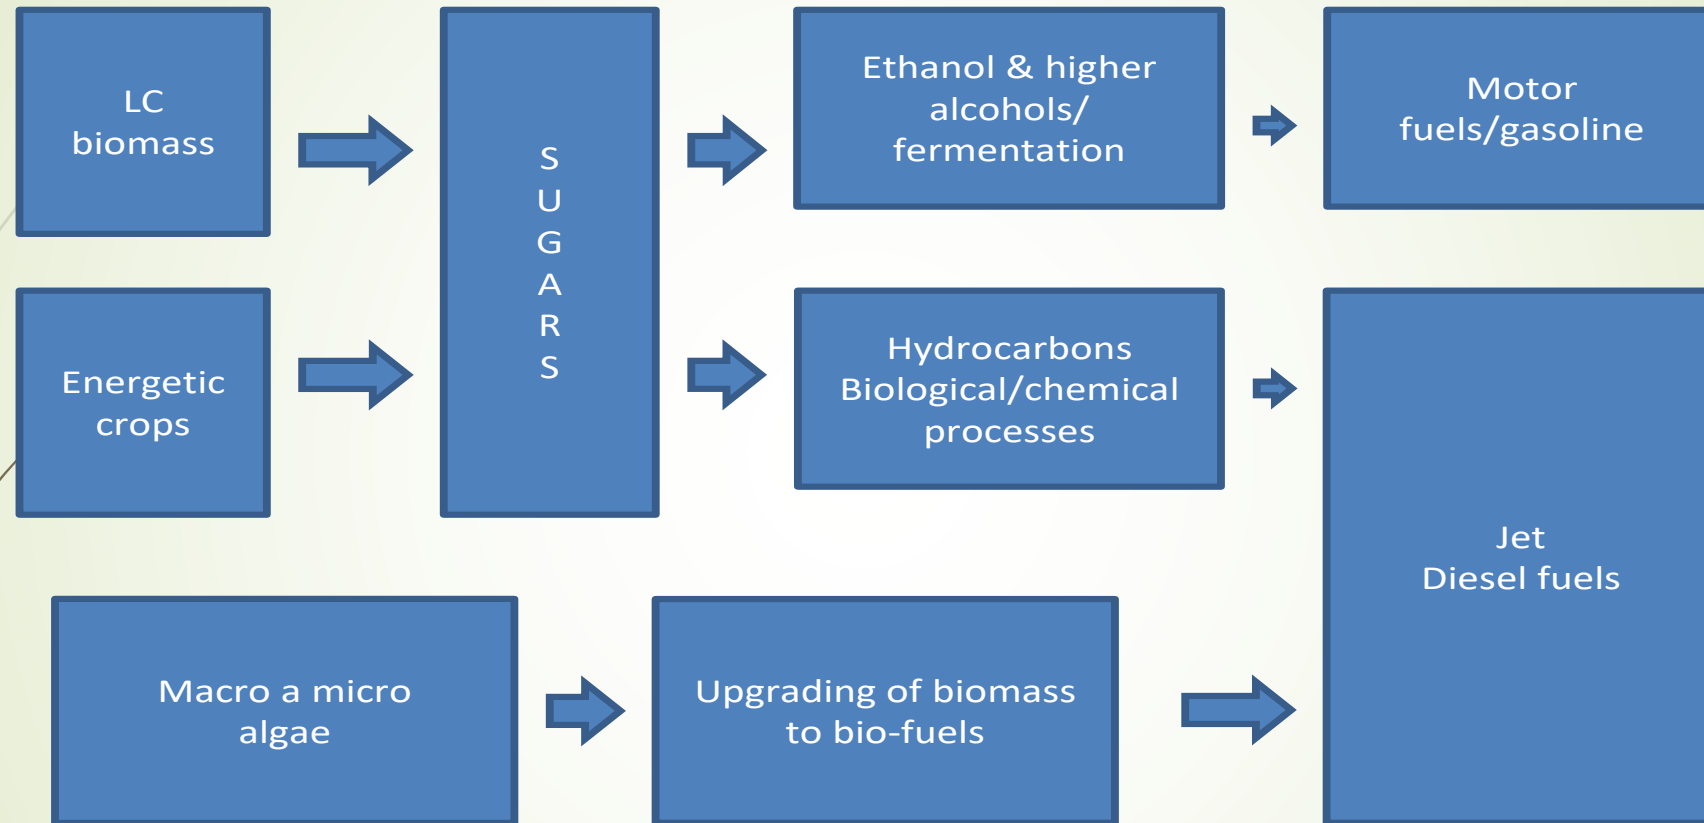 LC
biomass
S
U
G
A
R
S
Ethanol & higher
alcohols/
fermentation
Motor
fuels/gasoline
Energetic
crops
Hydrocarbons
Biological/chemical
processes
Jet
Diesel fuels
Macro a micro
algae
Upgrading of biomass
to bio-fuels